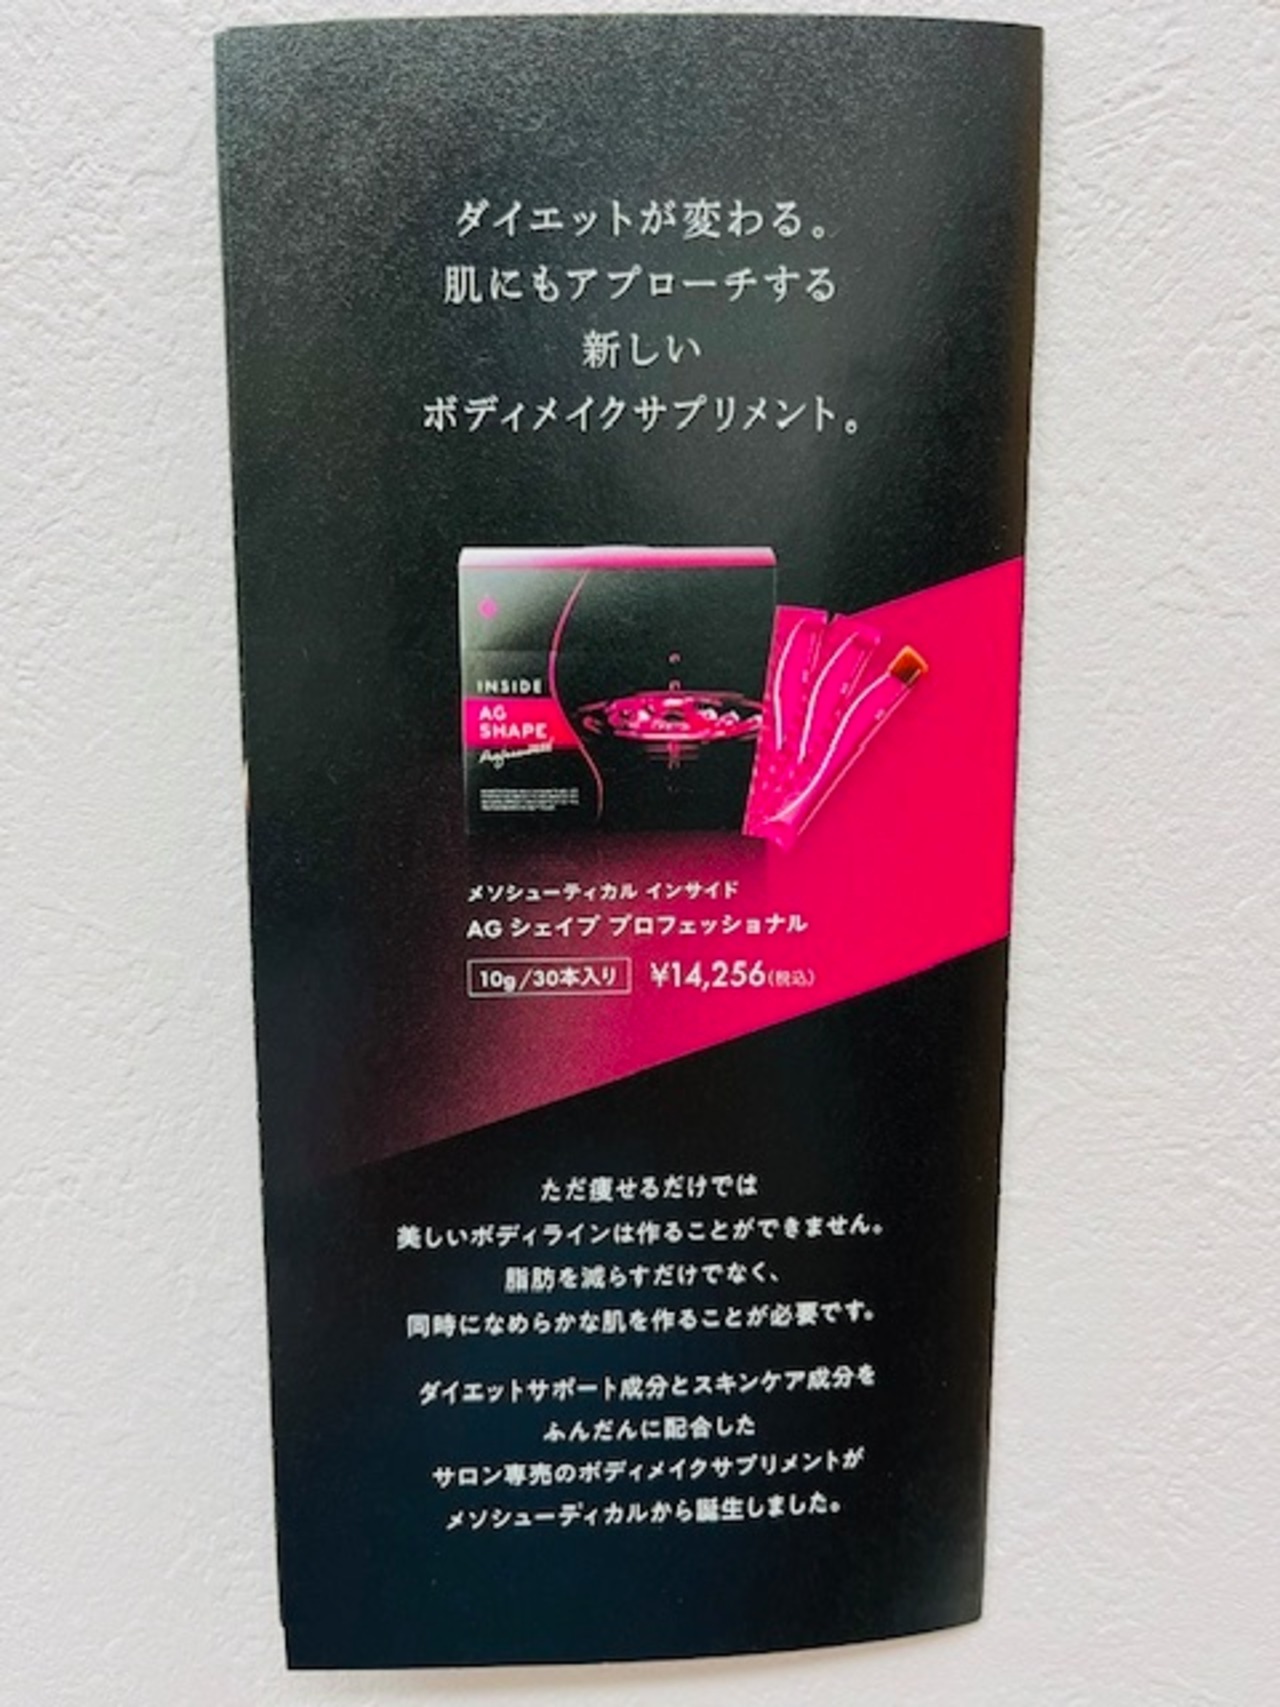 ダイエットが変わる。
肌にもアプローチする
新しい
ボディメイクサプリメント。
INSIDE
AG
SHAPE
メソシューティカル インサイド
AG シェイプ プロフェッショナル
10g/30本入り ¥14,256(税込)
ただ痩せるだけでは
美しいボディラインは作ることができません。
脂肪を減らすだけでなく、
同時になめらかな肌を作ることが必要です。
ダイエットサポート成分とスキンケア成分を
ふんだんに配合した
サロン専売のボディメイクサプリメントが
メソシューティカルから誕生しました。